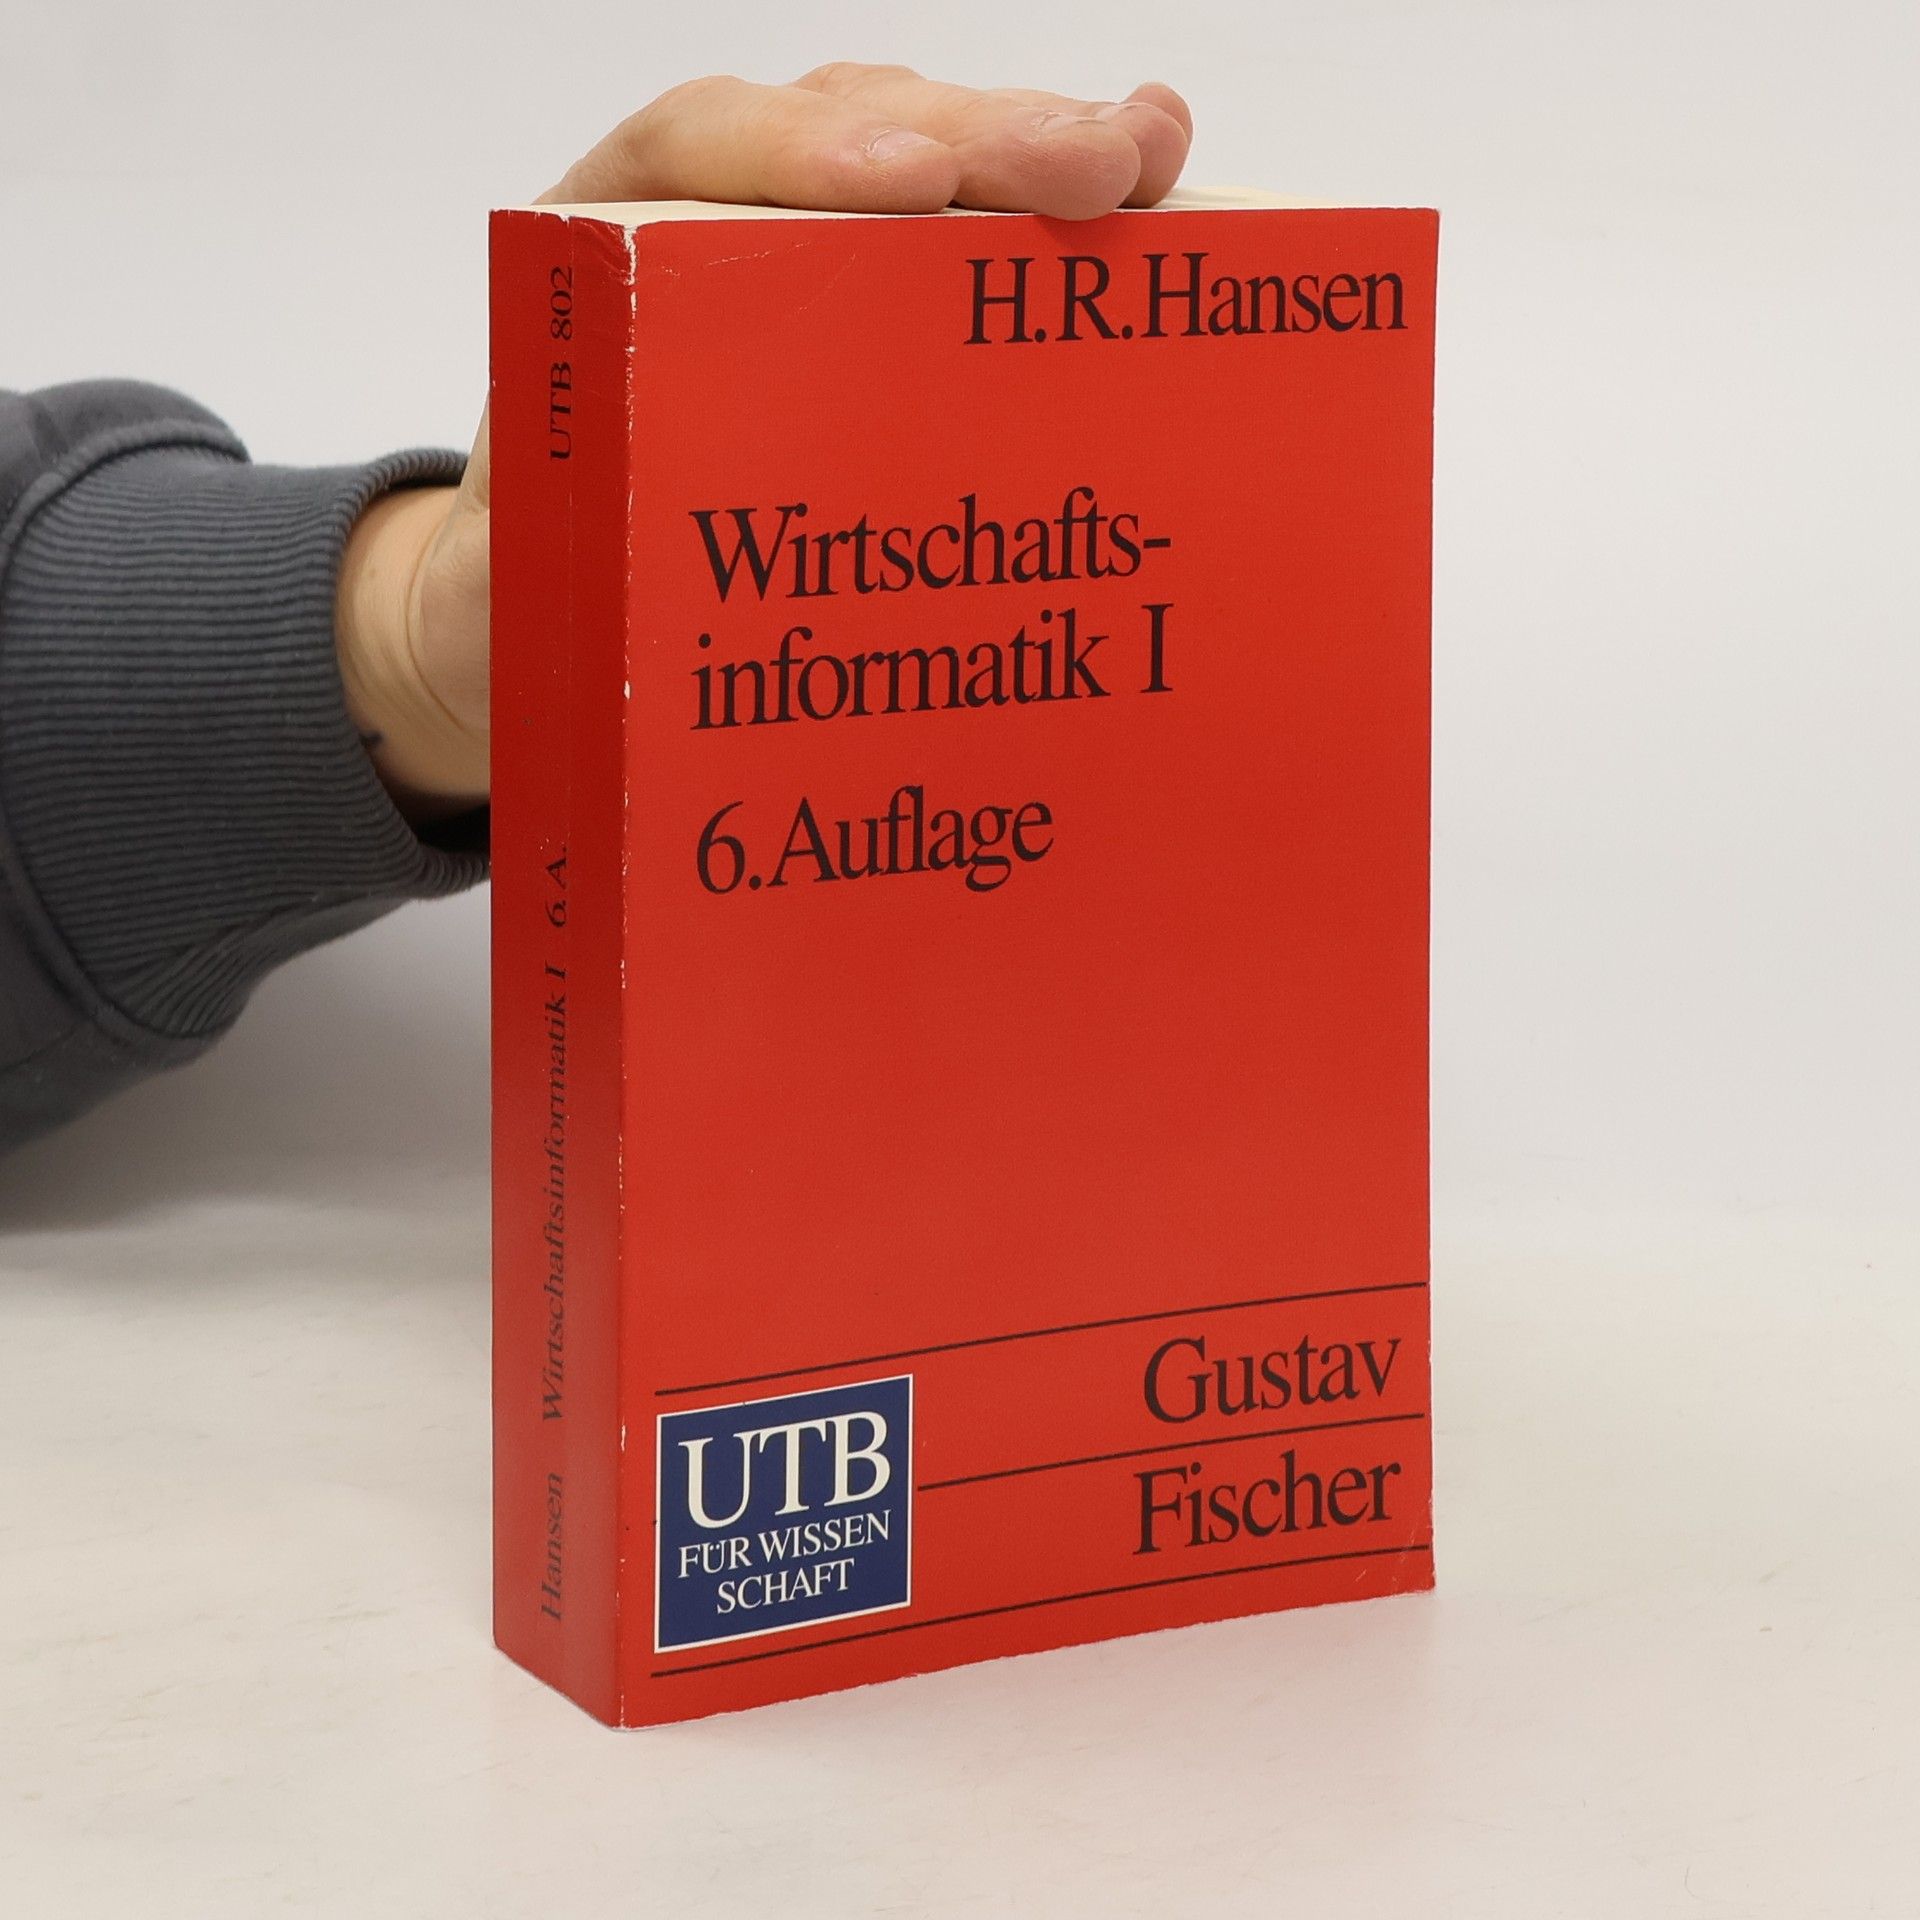 H.R.Hansen
Wirtschafts-
informatik I
6.Auflage
Gustav
Fischer
UTB
FÜR WISSEN
SCHAFT
Hansen Wirtschaftsinformatik I 6.A. UTB 802